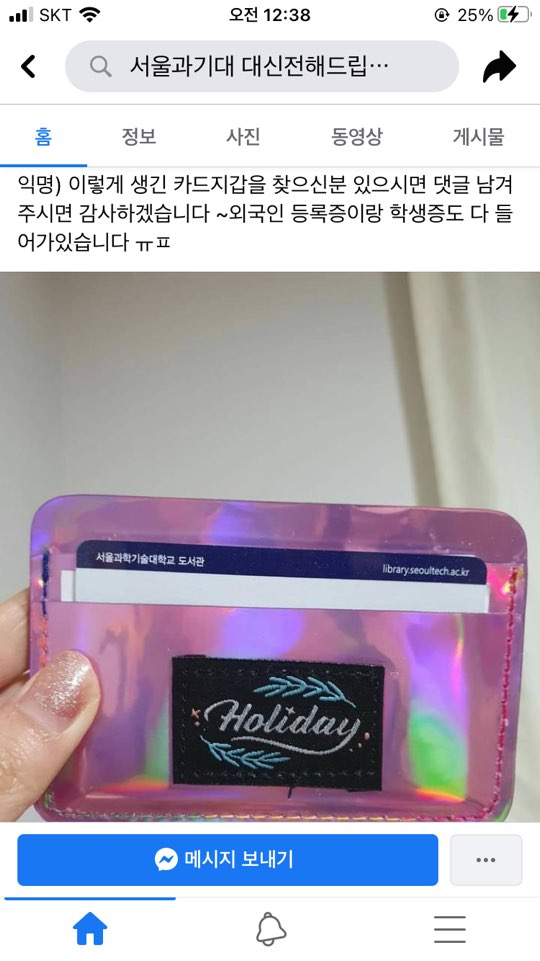 SKT 오전 12:38 25%
서울과기대 대신전해드립...
홈 정보 사진 동영상 게시물
익명) 이렇게 생긴 카드지갑을 찾으신분 있으시면 댓글 남겨
주시면 감사하겠습니다 ~외국인 등록증이랑 학생증도 다 들
어가있습니다 ㅠㅍ
서울과학기술대학교 도서관 library.seoultech.ac.kr
Holiday
메시지 보내기